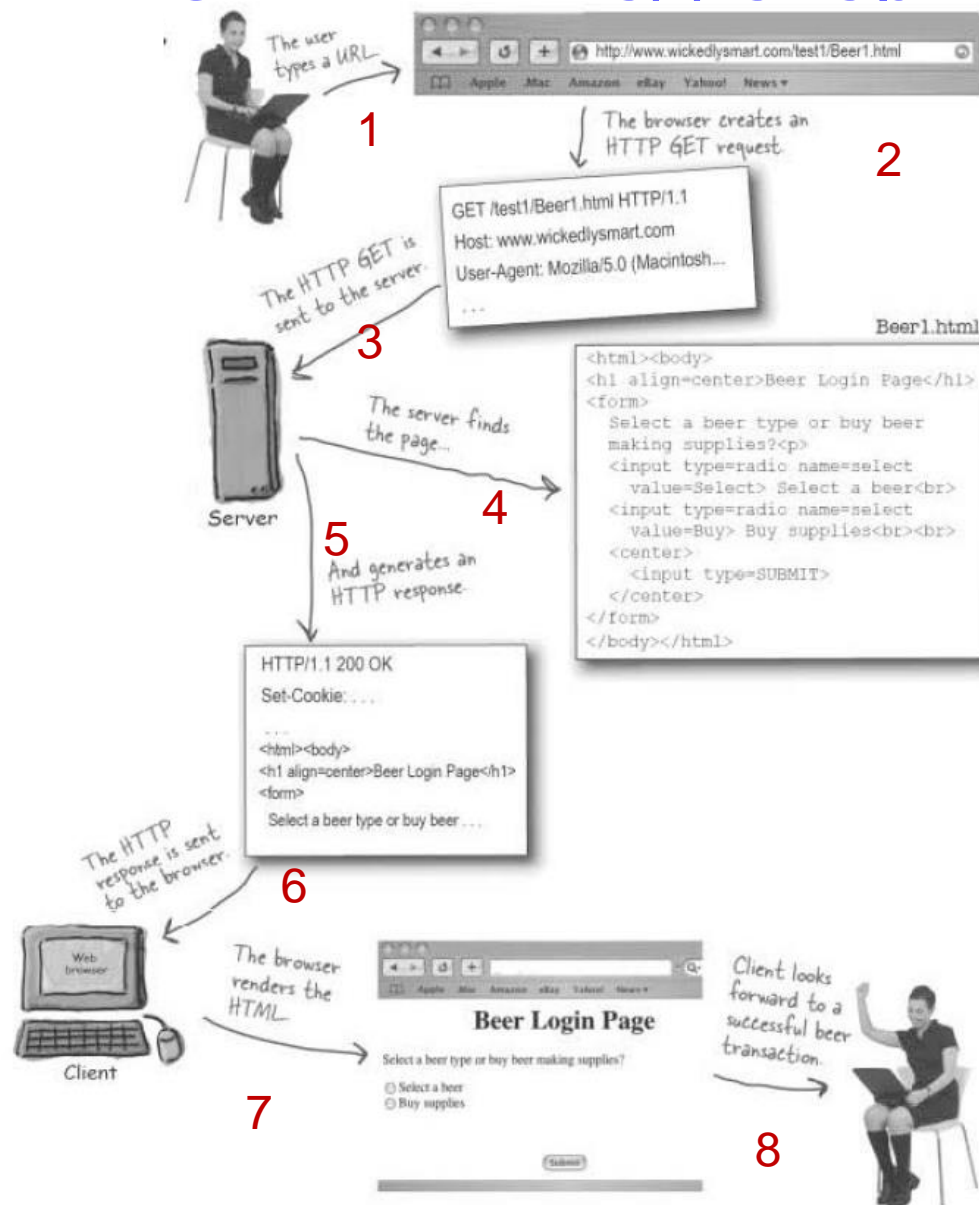 The user
types a URL.
1
http://www.wickedlysmart.com/test1/Beer1.html
Apple Mac Amazon eBay Yahoo! News
The browser creates an
HTTP GET request.
2
GET /test1/Beer1.html HTTP/1.1
Host: www.wickedlysmart.com
User-Agent: Mozilla/5.0 (Macintosh...
. . .
The HTTP GET is
sent to the server.
3
Server
The server finds
the page...
4
Beer1.html
<html><body>
<h1 align=center>Beer Login Page</h1>
<form>
Select a beer type or buy beer
making supplies?<p>
<input type=radio name=select
value=Select> Select a beer<br>
<input type=radio name=select
value=Buy> Buy supplies<br><br>
<center>
<input type=SUBMIT>
</center>
</form>
</body></html>
5
And generates an
HTTP response.
HTTP/1.1 200 OK
Set-Cookie: . . . .
. . .
<html><body>
<h1 align=center>Beer Login Page</h1>
<form>
Select a beer type or buy beer . . .
The HTTP
response is sent
to the browser.
6
Web
browser
Client
The browser
renders the
HTML.
7
Apple Mac Amazon eBay Yahoo! News
Beer Login Page
Select a beer type or buy beer making supplies?
Select a beer
Buy supplies
Submit
Client looks
forward to a
successful beer
transaction.
8